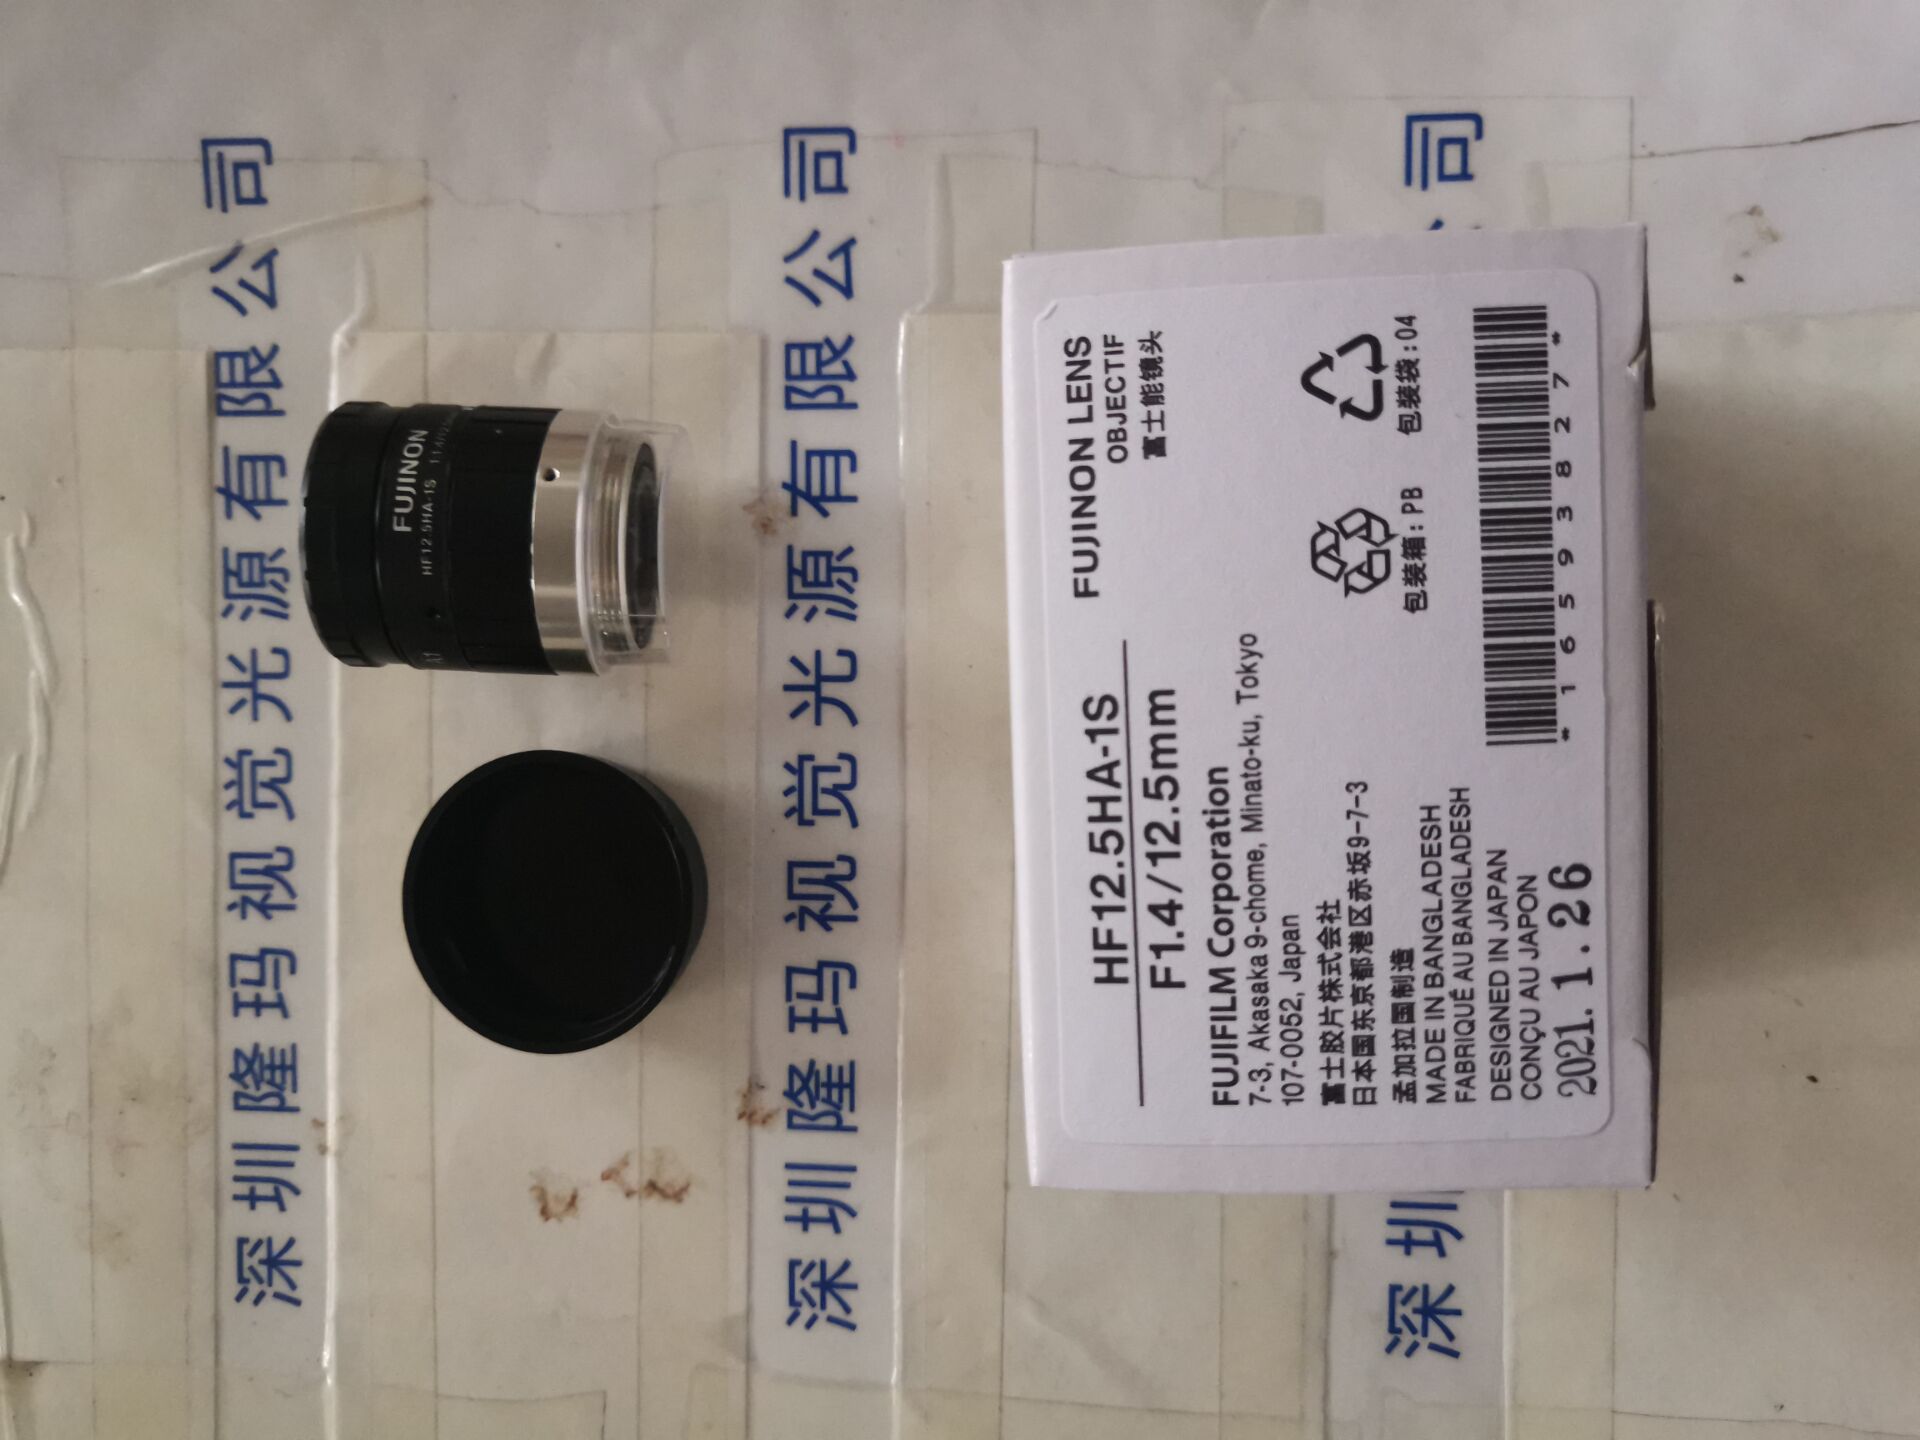 深圳隆玛视觉光源有限公司
FUJINON
HF12.5HA-1S
深圳隆玛视觉光源有限公司
HF12.5HA-1S
F1.4/12.5mm
FUJINON LENS
OBJECTIF
富士能镜头
FUJIFILM Corporation
7-3, Akasaka 9-chome, Minato-ku, Tokyo
107-0052, Japan
富士胶片株式会社
日本国东京都港区赤坂9-7-3
孟加拉国制造
MADE IN BANGLADESH
FABRIQUÉ AU BANGLADESH
DESIGNED IN JAPAN
CONÇU AU JAPON
2021.1.26
包装箱:PB
包装袋:04
*1655938827*
深圳
司